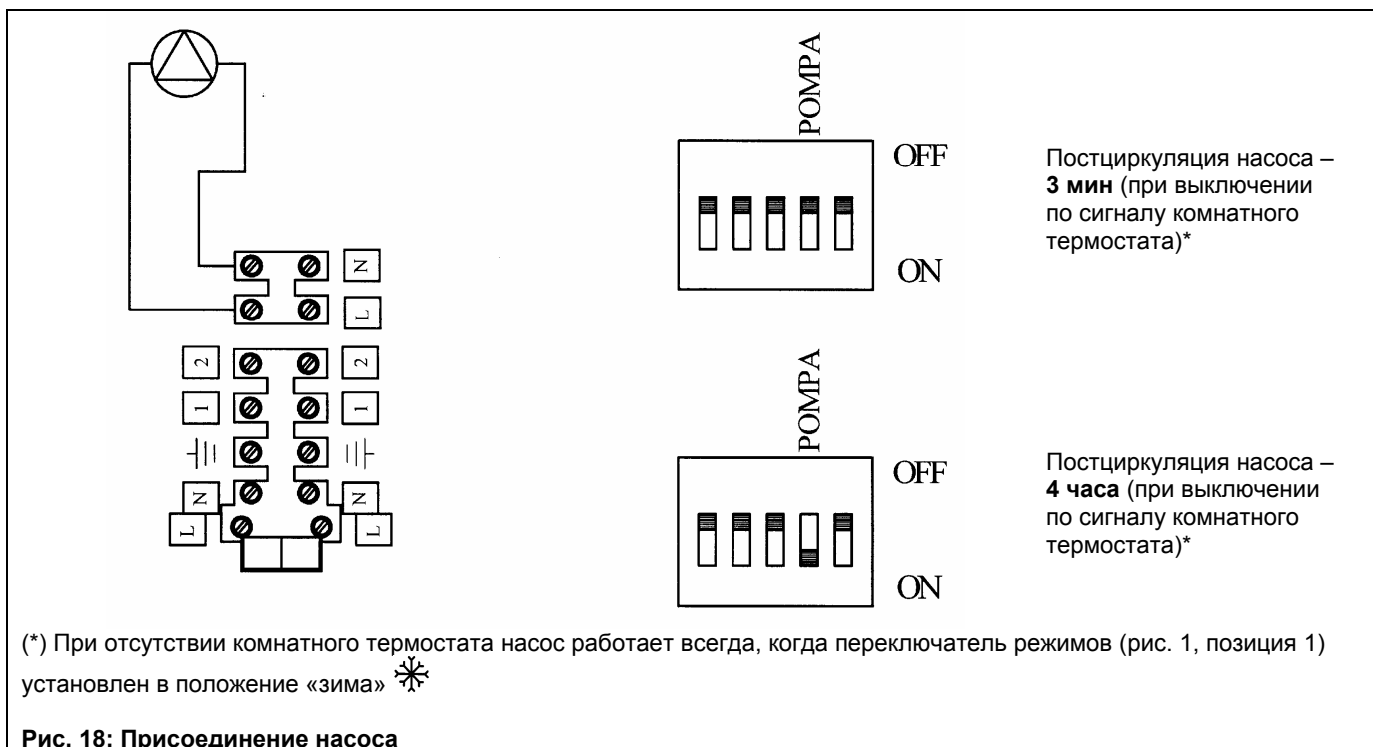 N
L
2 2
1 1
N N
L L
POMPA
OFF
ON
Постциркуляция насоса –
3 мин (при выключении
по сигналу комнатного
термостата)*
POMPA
OFF
ON
Постциркуляция насоса –
4 часа (при выключении
по сигналу комнатного
термостата)*
(*) При отсутствии комнатного термостата насос работает всегда, когда переключатель режимов (рис. 1, позиция 1)
установлен в положение «зима»
Рис. 18: Присоединение насоса